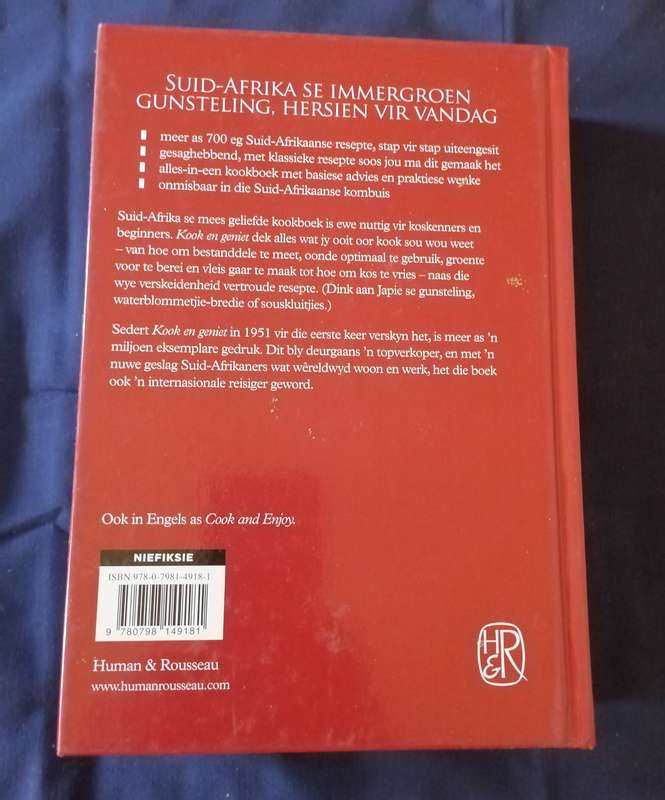 SUID-AFRIKA SE IMMERGROEN
GUNSTELING, HERSIEN VIR VANDAG
meer as 700 eg Suid-Afrikaanse resepte, stap vir stap uiteengesit
gesaghebbend, met klassieke resepte soos jou ma dit gemaak het
alles-in-een kookboek met basiese advies en praktiese wenke
onmisbaar in die Suid-Afrikaanse kombuis
Suid-Afrika se mees geliefde kookboek is ewe nuttig vir koskenners en
beginners. Kook en geniet dek alles wat jy ooit oor kook sou wou weet
– van hoe om bestanddele te meet, oonde optimaal te gebruik, groente
voor te berei en vleis gaar te maak tot hoe om kos te vries – naas die
wye verskeidenheid vertroude resepte. (Dink aan Japie se gunsteling,
waterblommetjie-bredie of souskluitjies.)
Sedert Kook en geniet in 1951 vir die eerste keer verskyn het, is meer as 'n
miljoen eksemplare gedruk. Dit bly deurgaans 'n topverkoper, en met 'n
nuwe geslag Suid-Afrikaners wat wêreldwyd woon en werk, het die boek
ook 'n internasionale reisiger geword.
Ook in Engels as Cook and Enjoy.
NIEFIKSIE
ISBN 978-0-7981-4918-1
9 780798 149181
Human & Rousseau
www.humanrousseau.com
H&R